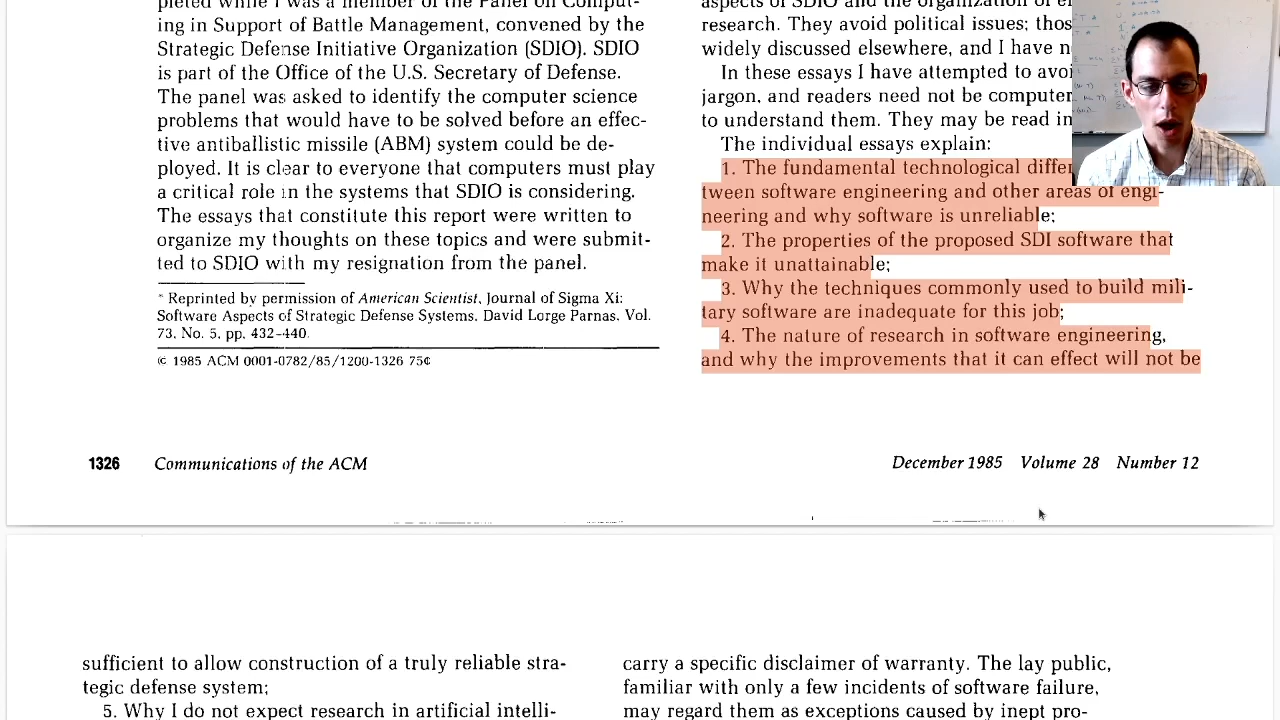 pleted while I was a member of the Panel on Comput-
ing in Support of Battle Management, convened by the
Strategic Defense Initiative Organization (SDIO). SDIO
is part of the Office of the U.S. Secretary of Defense.
The panel was asked to identify the computer science
problems that would have to be solved before an effec-
tive antiballistic missile (ABM) system could be de-
ployed. It is clear to everyone that computers must play
a critical role in the systems that SDIO is considering.
The essays that constitute this report were written to
organize my thoughts on these topics and were submit-
ted to SDIO with my resignation from the panel.
* Reprinted by permission of American Scientist, Journal of Sigma Xi:
Software Aspects of Strategic Defense Systems. David Lorge Parnas, Vol.
73, No. 5, pp. 432–440.
© 1985 ACM 0001-0782/85/1200-1326 75¢
aspects of SDIO and the organization of
research. They avoid political issues; thos
widely discussed elsewhere, and I have n
In these essays I have attempted to avoi
jargon, and readers need not be computer
to understand them. They may be read in
The individual essays explain:
1. The fundamental technological differ
tween software engineering and other areas of engi-
neering and why software is unreliable;
2. The properties of the proposed SDI software that
make it unattainable;
3. Why the techniques commonly used to build mili-
tary software are inadequate for this job;
4. The nature of research in software engineering,
and why the improvements that it can effect will not be
1326 Communications of the ACM
December 1985 Volume 28 Number 12
sufficient to allow construction of a truly reliable stra-
tegic defense system;
5. Why I do not expect research in artificial intelli-
carry a specific disclaimer of warranty. The lay public,
familiar with only a few incidents of software failure,
may regard them as exceptions caused by inept pro-